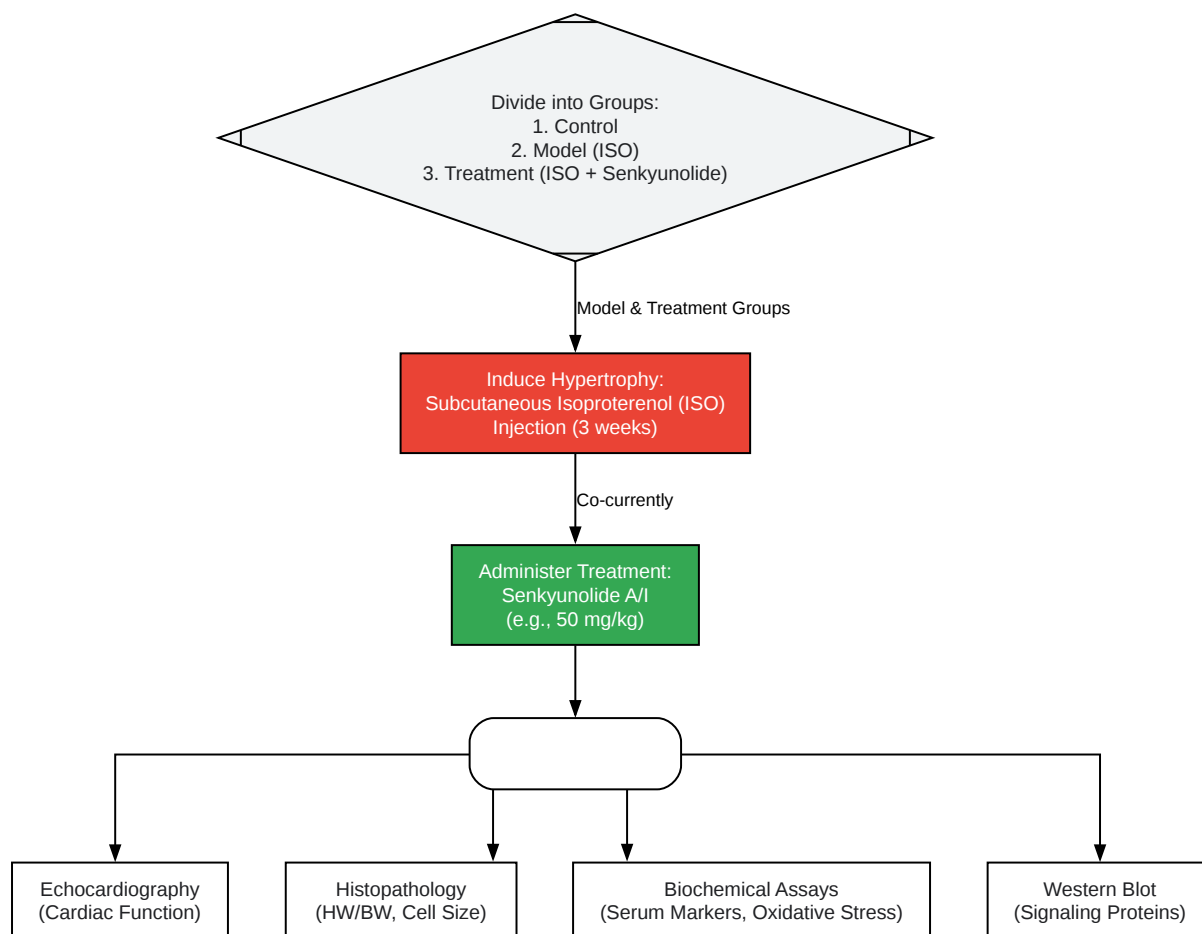 Divide into Groups:
1. Control
2. Model (ISO)
3. Treatment (ISO + Senkyunolide)
Model & Treatment Groups
Induce Hypertrophy:
Subcutaneous Isoproterenol (ISO)
Injection (3 weeks)
Co-currently
Administer Treatment:
Senkyunolide A/I
(e.g., 50 mg/kg)
Echocardiography
(Cardiac Function)
Histopathology
(HW/BW, Cell Size)
Biochemical Assays
(Serum Markers, Oxidative Stress)
Western Blot
(Signaling Proteins)